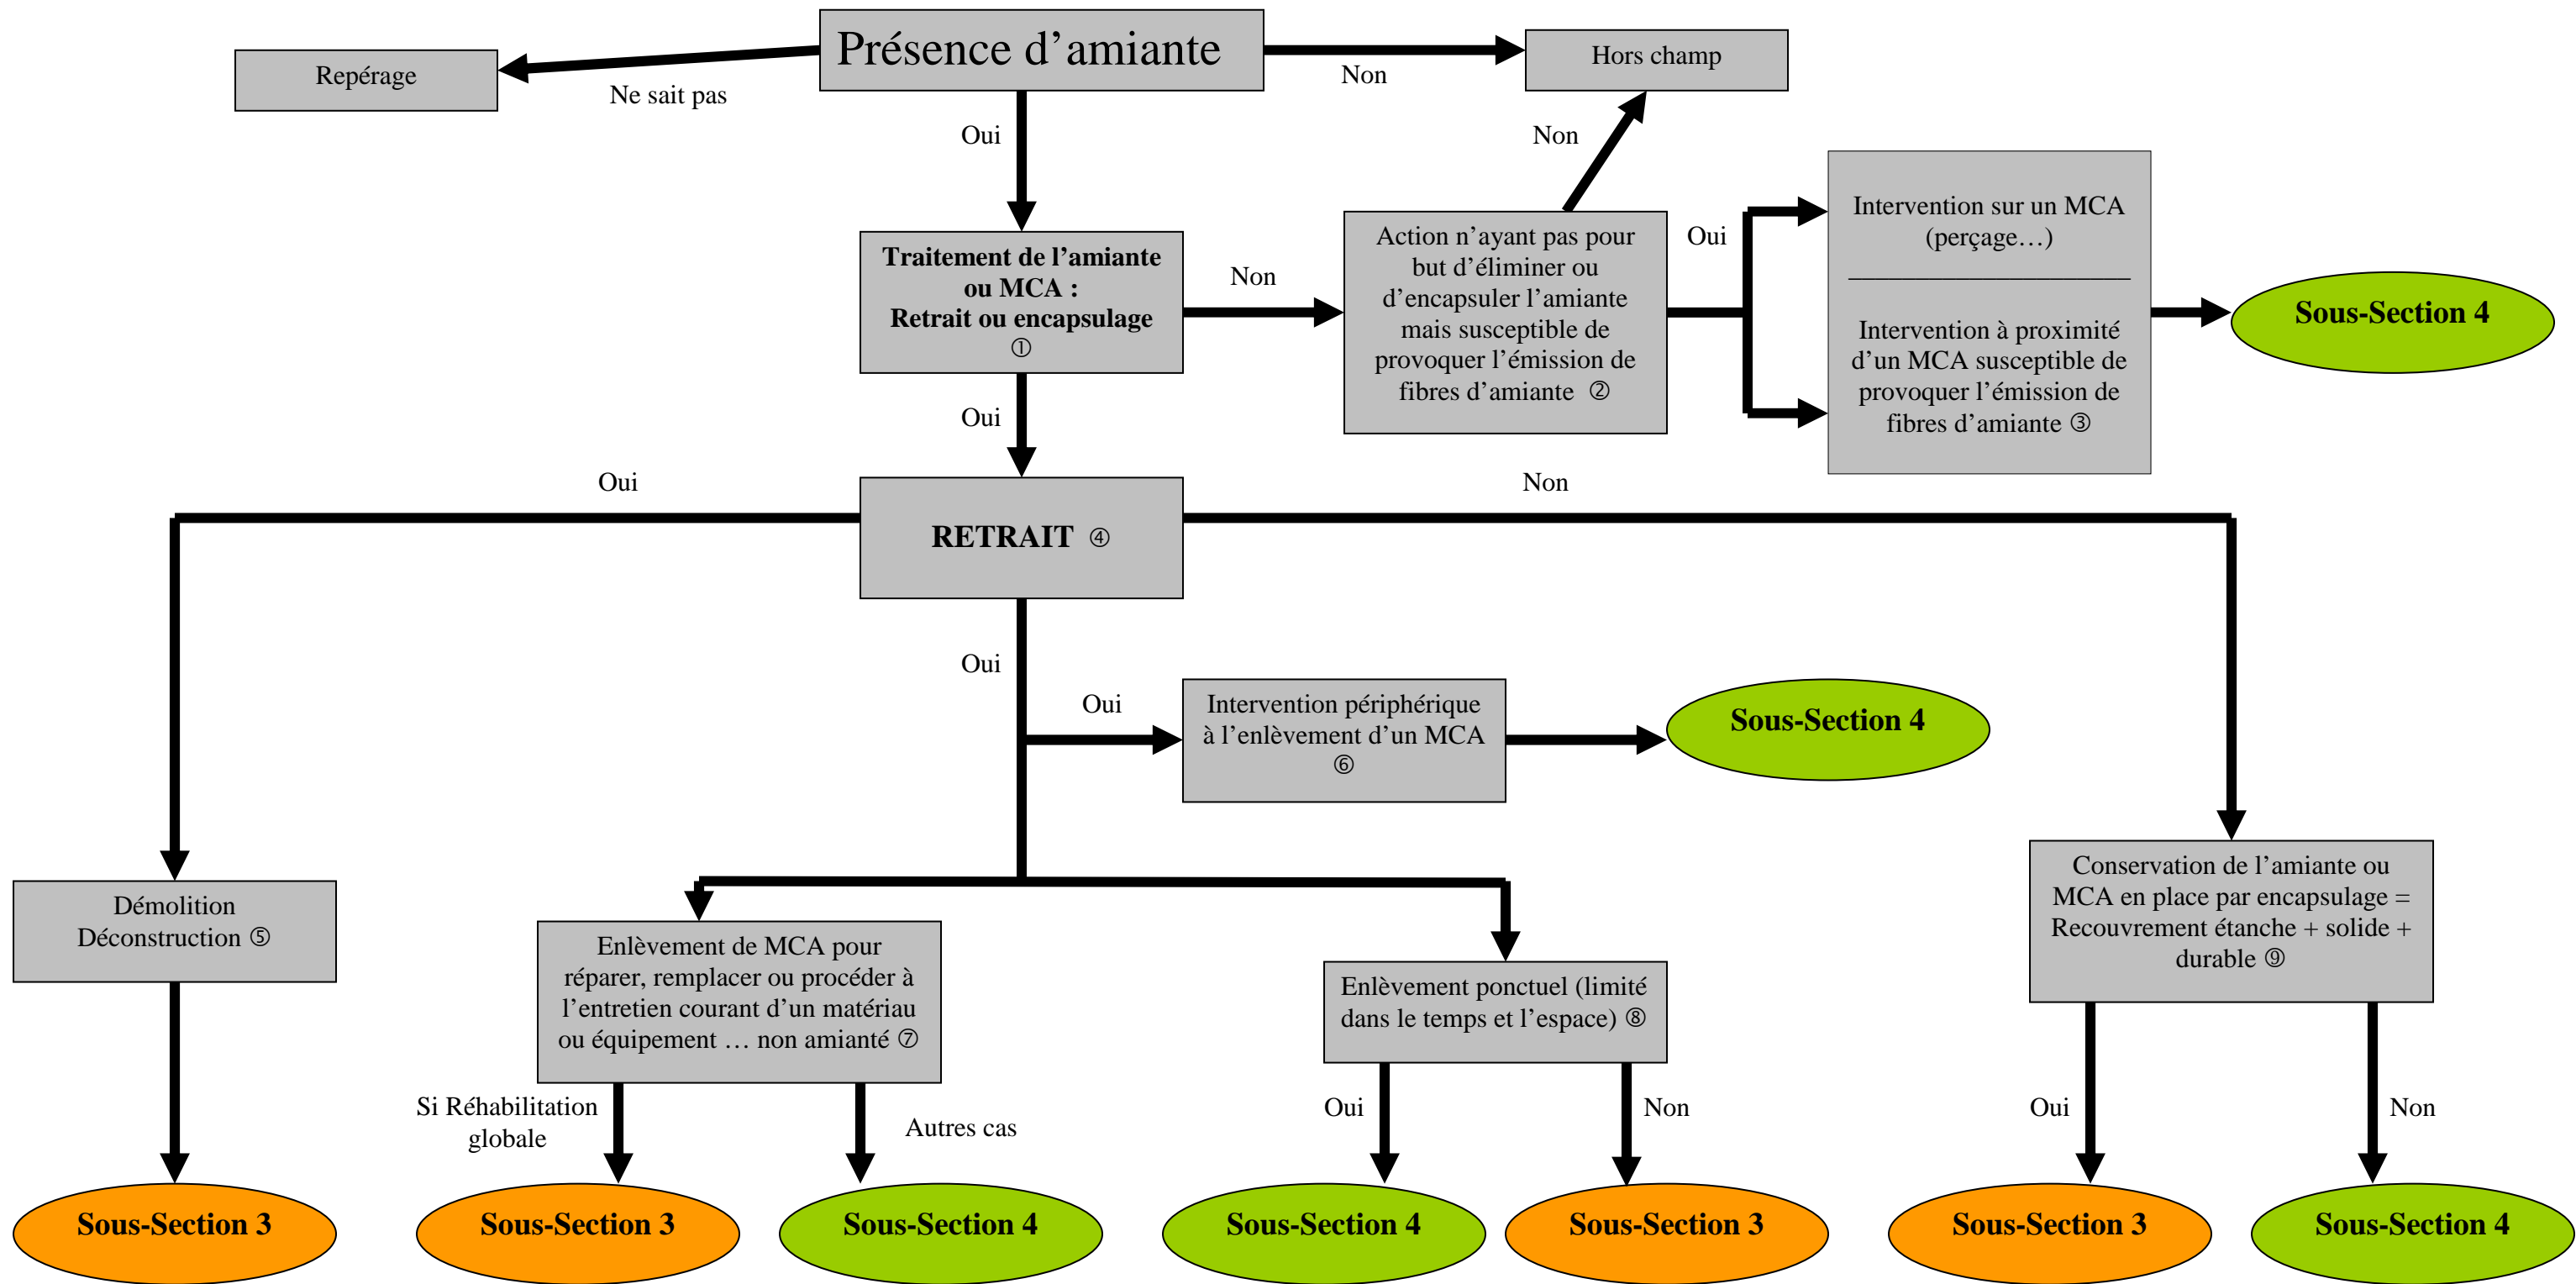 Présence d’amiante
Repérage
Ne sait pas
Non
Hors champ
Oui
Non
Traitement de l’amiante
ou MCA :
Retrait ou encapsulage
①
Non
Action n’ayant pas pour
but d’éliminer ou
d’encapsuler l’amiante
mais susceptible de
provoquer l’émission de
fibres d’amiante ②
Oui
Intervention sur un MCA
(perçage…)
Intervention à proximité
d’un MCA susceptible de
provoquer l’émission de
fibres d’amiante ③
Sous-Section 4
Oui
Oui
RETRAIT ④
Non
Oui
Oui
Intervention périphérique
à l’enlèvement d’un MCA
⑥
Sous-Section 4
Démolition
Déconstruction ⑤
Enlèvement de MCA pour
réparer, remplacer ou procéder à
l’entretien courant d’un matériau
ou équipement … non amianté ⑦
Enlèvement ponctuel (limité
dans le temps et l’espace) ⑧
Conservation de l’amiante ou
MCA en place par encapsulage =
Recouvrement étanche + solide +
durable ⑨
Si Réhabilitation
globale
Autres cas
Oui
Non
Oui
Non
Sous-Section 3
Sous-Section 3
Sous-Section 4
Sous-Section 4
Sous-Section 3
Sous-Section 3
Sous-Section 4